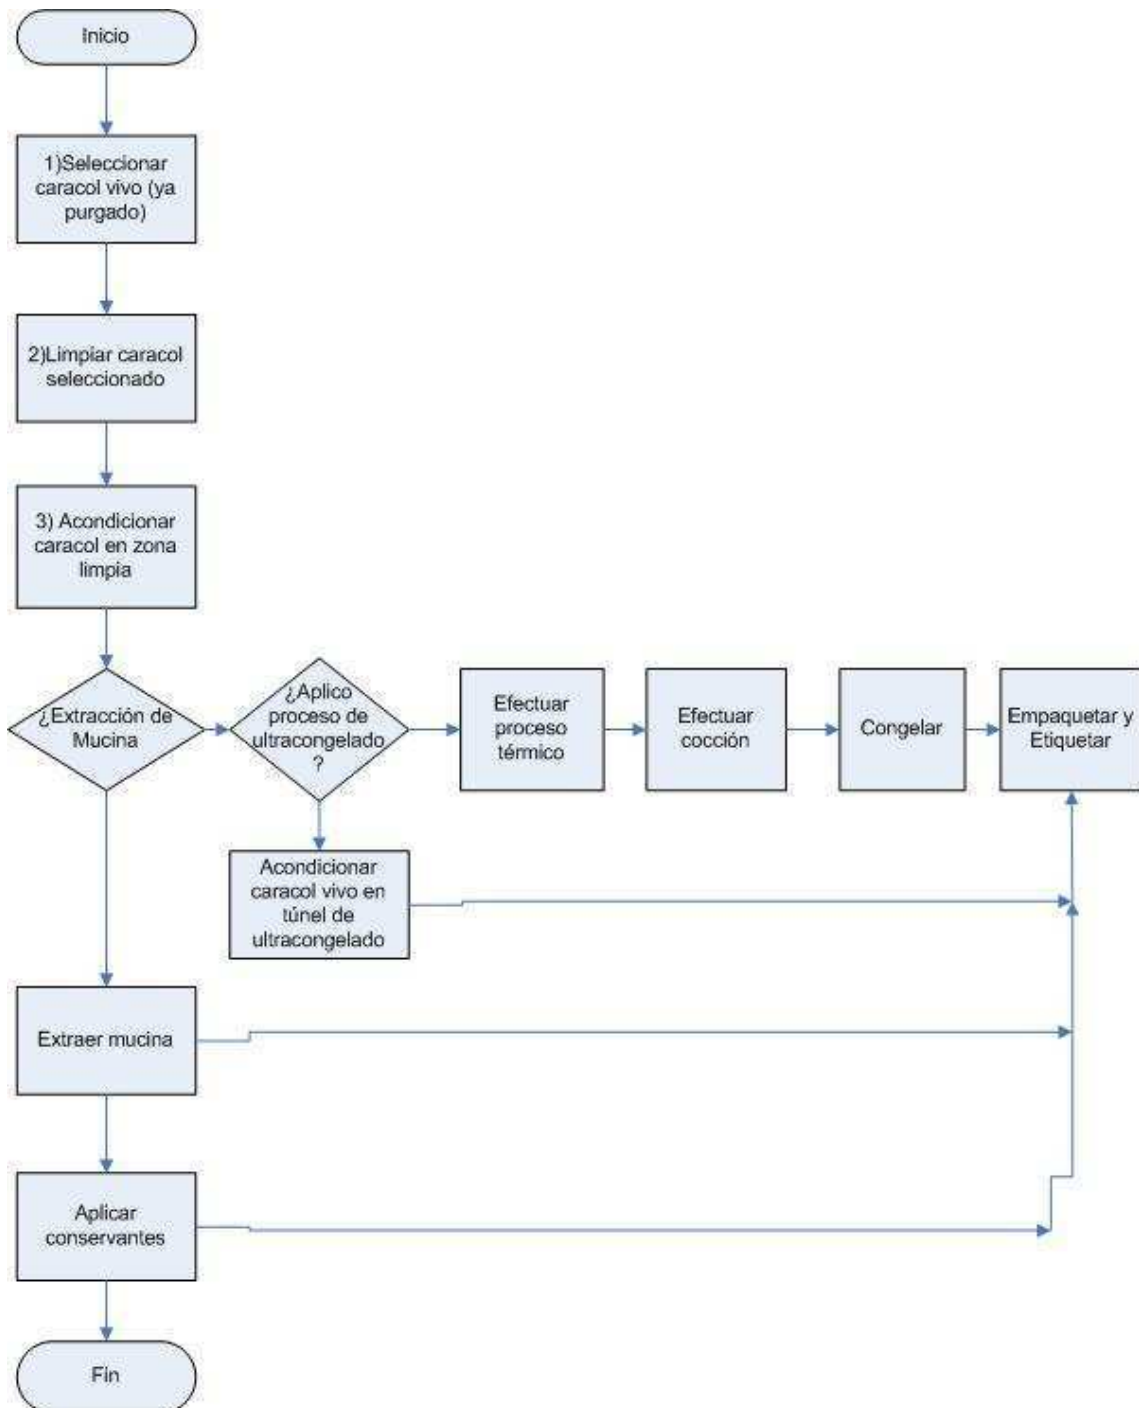 Inicio
1)Seleccionar
caracol vivo (ya
purgado)
2)Limpiar caracol
seleccionado
3) Acondicionar
caracol en zona
limpia
¿Extracción de
Mucina
¿Aplico
proceso de
ultracongelado
?
Efectuar
proceso
térmico
Efectuar
cocción
Congelar
Empaquetar y
Etiquetar
Acondicionar
caracol vivo en
túnel de
ultracongelado
Extraer mucina
Aplicar
conservantes
Fin